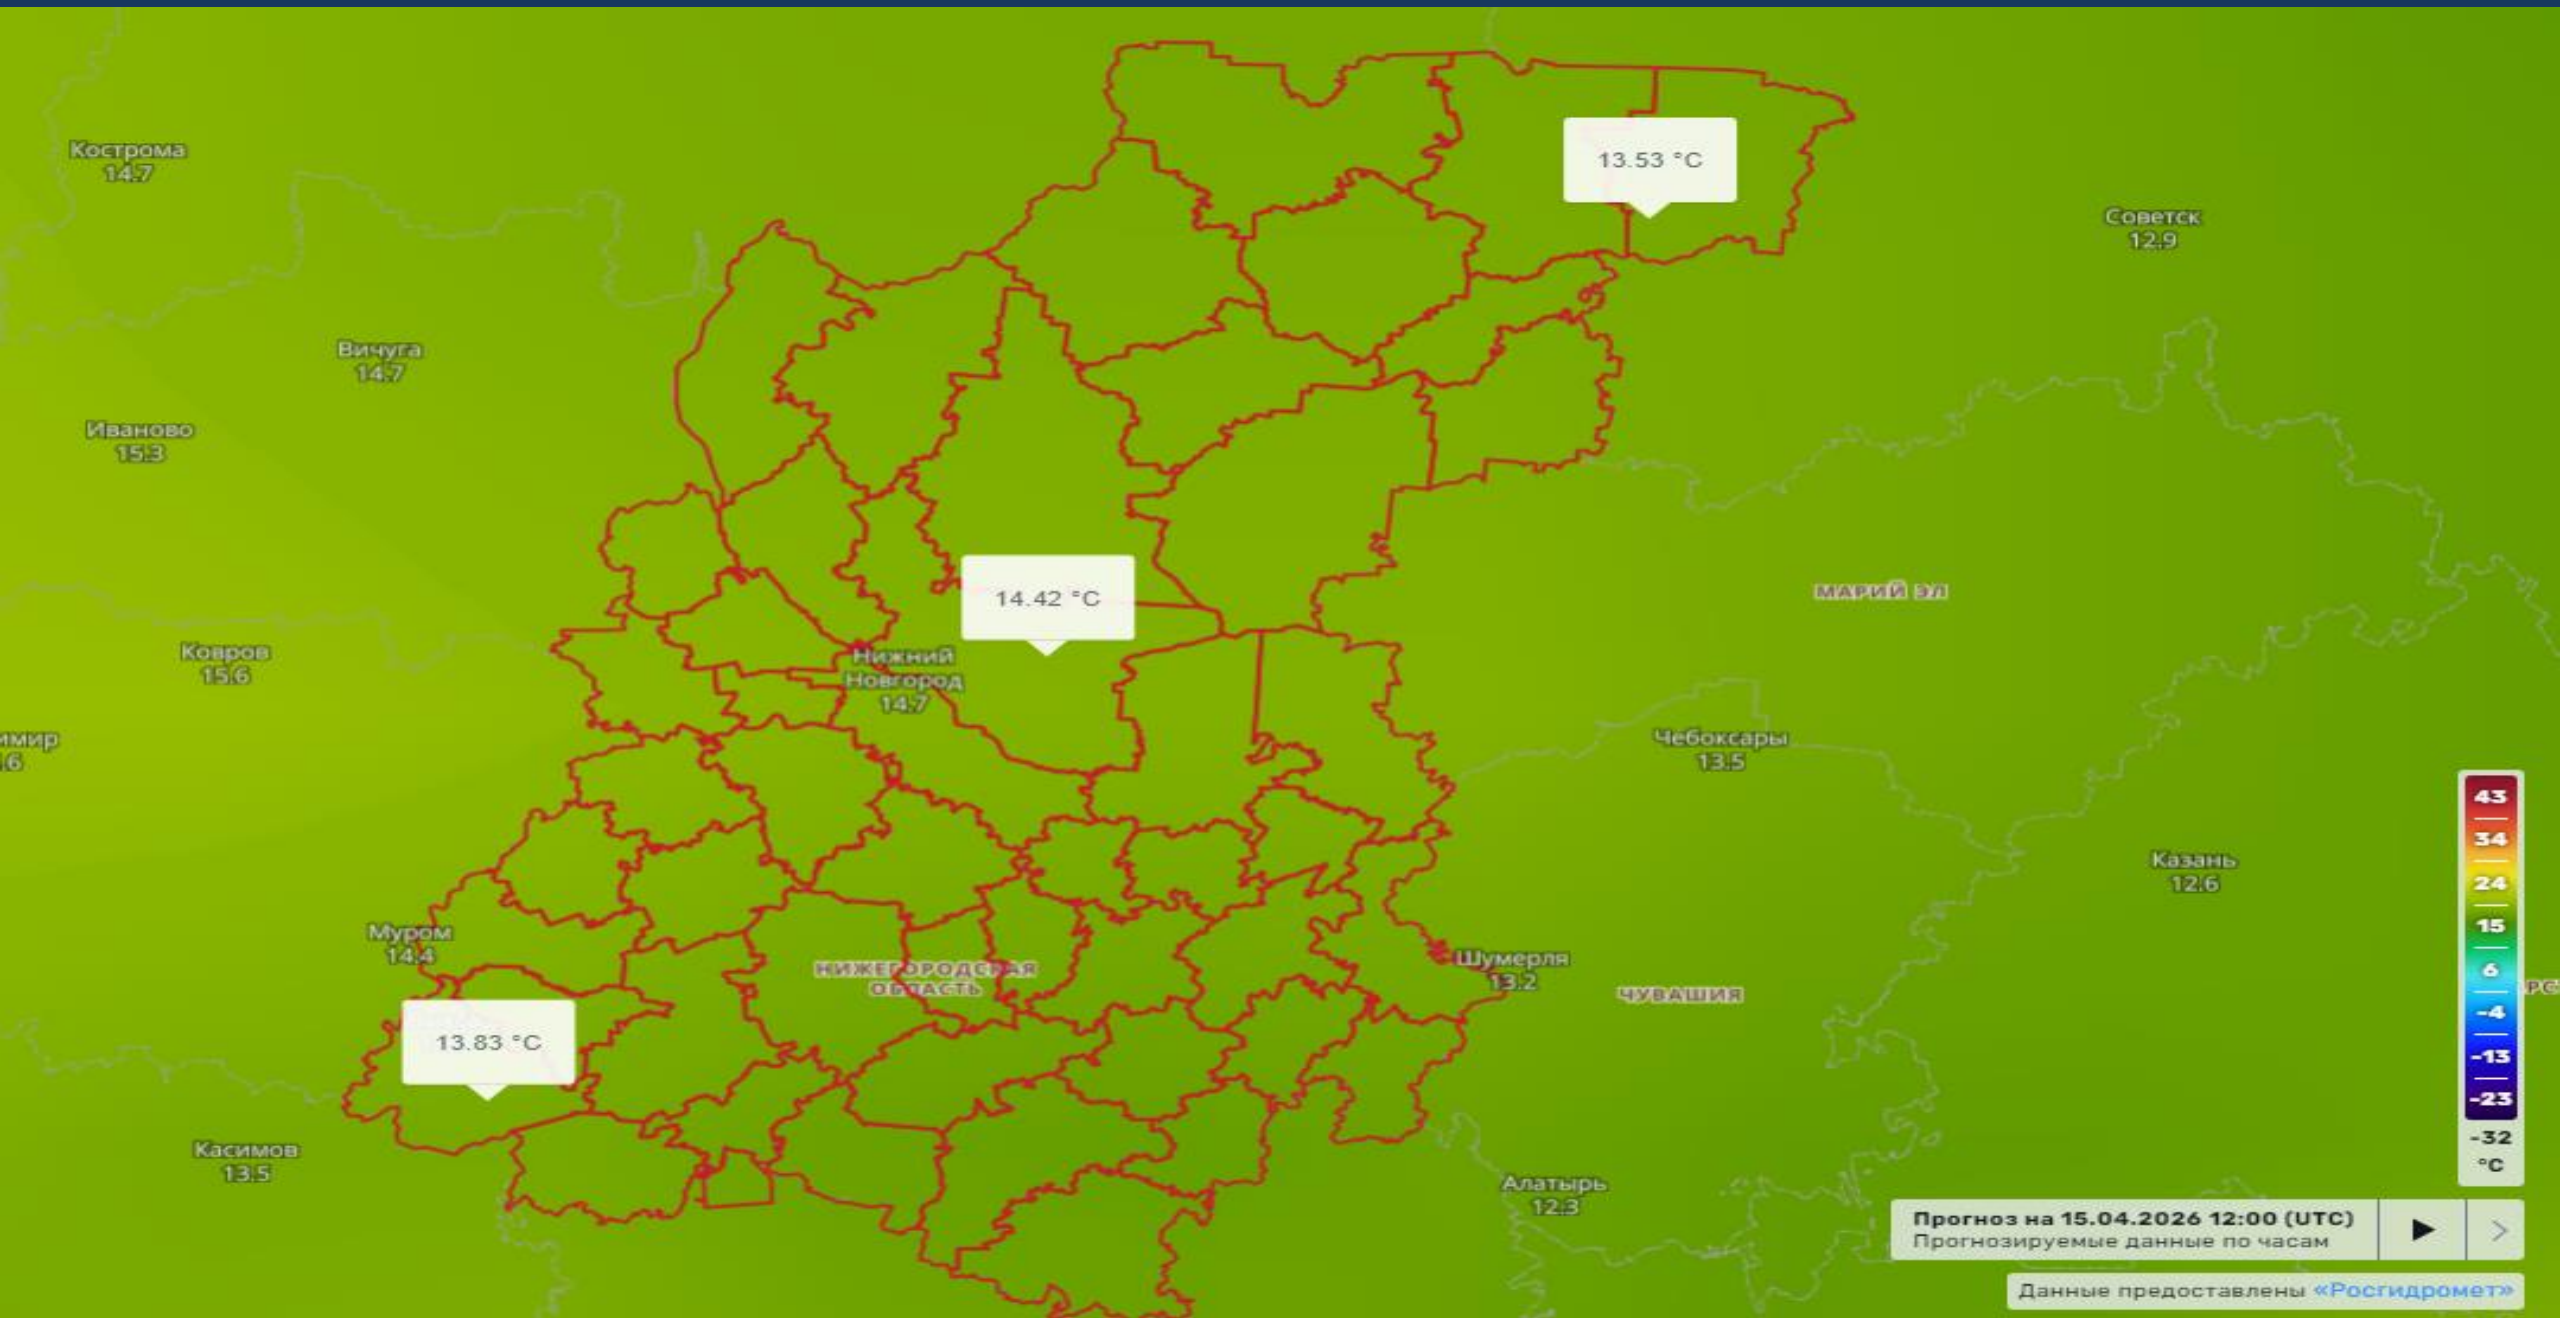 13.53 °C
Кострома
14.7
Советск
12.9
Вичуга
14.7
Иваново
15.3
14.42 °C
МАРИЙ ЭЛ
Ковров
15.6
Нижний
Новгород
14.7
Чебоксары
13.5
Казань
12.6
Муром
14.4
НИЖЕГОРОДСКАЯ
ОБЛАСТЬ
Шумерля
13.2
ЧУВАШИЯ
13.83 °C
Касимов
13.5
Алатырь
12.3
43
34
24
15
6
-4
-13
-23
-32
°C
Прогноз на 15.04.2026 12:00 (UTC)
Прогнозируемые данные по часам
Данные предоставлены «Росгидромет»